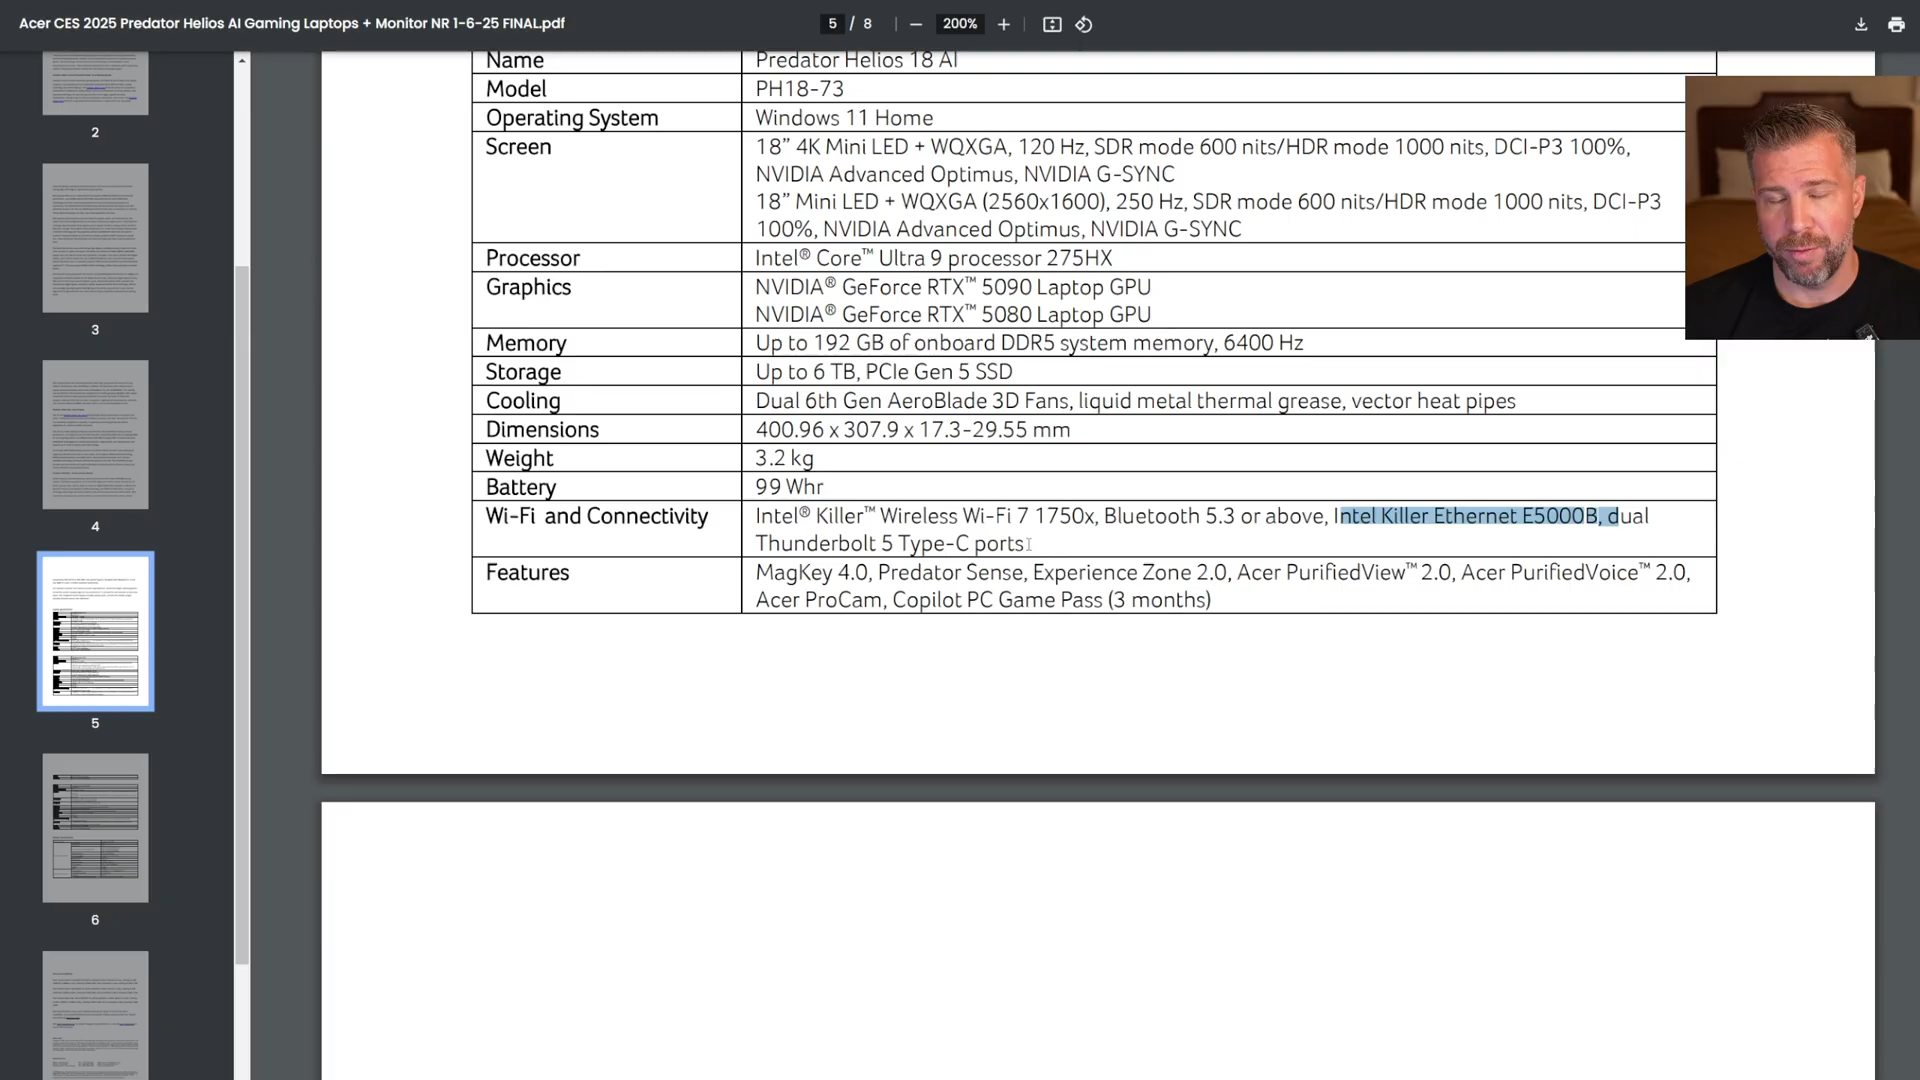 Acer CES 2025 Predator Helios AI Gaming Laptops + Monitor NR 1-6-25 FINAL.pdf
5 / 8
200%
2
3
4
5
6
Name Predator Helios 18 AI
Model PH18-73
Operating System Windows 11 Home
Screen 18” 4K Mini LED + WQXGA, 120 Hz, SDR mode 600 nits/HDR mode 1000 nits, DCI-P3 100%,
NVIDIA Advanced Optimus, NVIDIA G-SYNC
18” Mini LED + WQXGA (2560x1600), 250 Hz, SDR mode 600 nits/HDR mode 1000 nits, DCI-P3
100%, NVIDIA Advanced Optimus, NVIDIA G-SYNC
Processor Intel® Core™ Ultra 9 processor 275HX
Graphics NVIDIA® GeForce RTX™ 5090 Laptop GPU
NVIDIA® GeForce RTX™ 5080 Laptop GPU
Memory Up to 192 GB of onboard DDR5 system memory, 6400 Hz
Storage Up to 6 TB, PCIe Gen 5 SSD
Cooling Dual 6th Gen AeroBlade 3D Fans, liquid metal thermal grease, vector heat pipes
Dimensions 400.96 x 307.9 x 17.3-29.55 mm
Weight 3.2 kg
Battery 99 Whr
Wi-Fi and Connectivity Intel® Killer™ Wireless Wi-Fi 7 1750x, Bluetooth 5.3 or above, Intel Killer Ethernet E5000B, dual
Thunderbolt 5 Type-C ports
Features MagKey 4.0, Predator Sense, Experience Zone 2.0, Acer PurifiedView™ 2.0, Acer PurifiedVoice™ 2.0,
Acer ProCam, Copilot PC Game Pass (3 months)